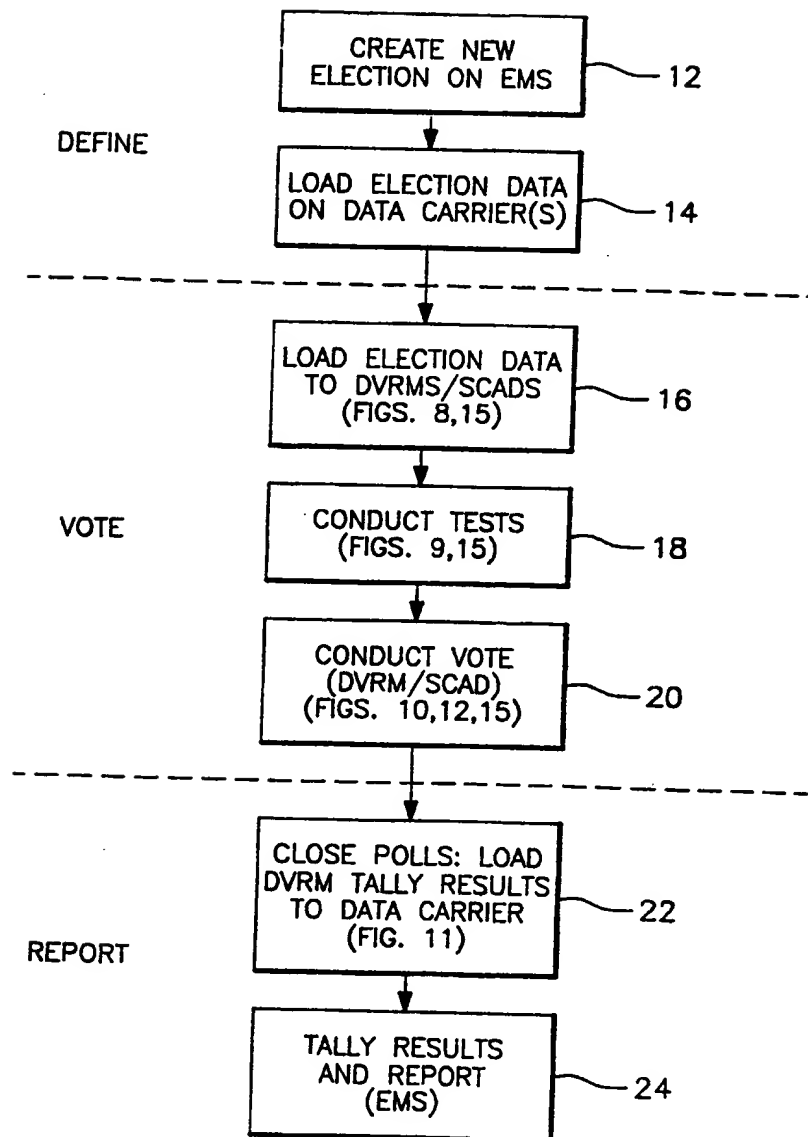 CREATE NEW
ELECTION ON EMS
12
DEFINE
LOAD ELECTION DATA
ON DATA CARRIER(S)
14
LOAD ELECTION DATA
TO DVRMS/SCADS
(FIGS. 8,15)
16
VOTE
CONDUCT TESTS
(FIGS. 9,15)
18
CONDUCT VOTE
(DVRM/SCAD)
(FIGS. 10,12,15)
20
CLOSE POLLS: LOAD
DVRM TALLY RESULTS
TO DATA CARRIER
(FIG. 11)
22
REPORT
TALLY RESULTS
AND REPORT
(EMS)
24